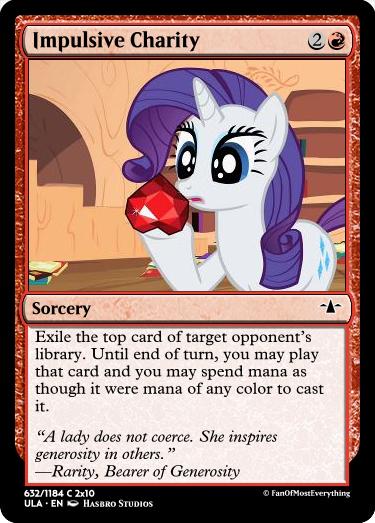 Impulsive Charity 2
Sorcery
Exile the top card of target opponent's
library. Until end of turn, you may play
that card and you may spend mana as
though it were mana of any color to cast
it.
“A lady does not coerce. She inspires
generosity in others.”
—Rarity, Bearer of Generosity
632/1184 C 2x10
ULA • EN HASBRO STUDIOS
© FanOfMostEverything